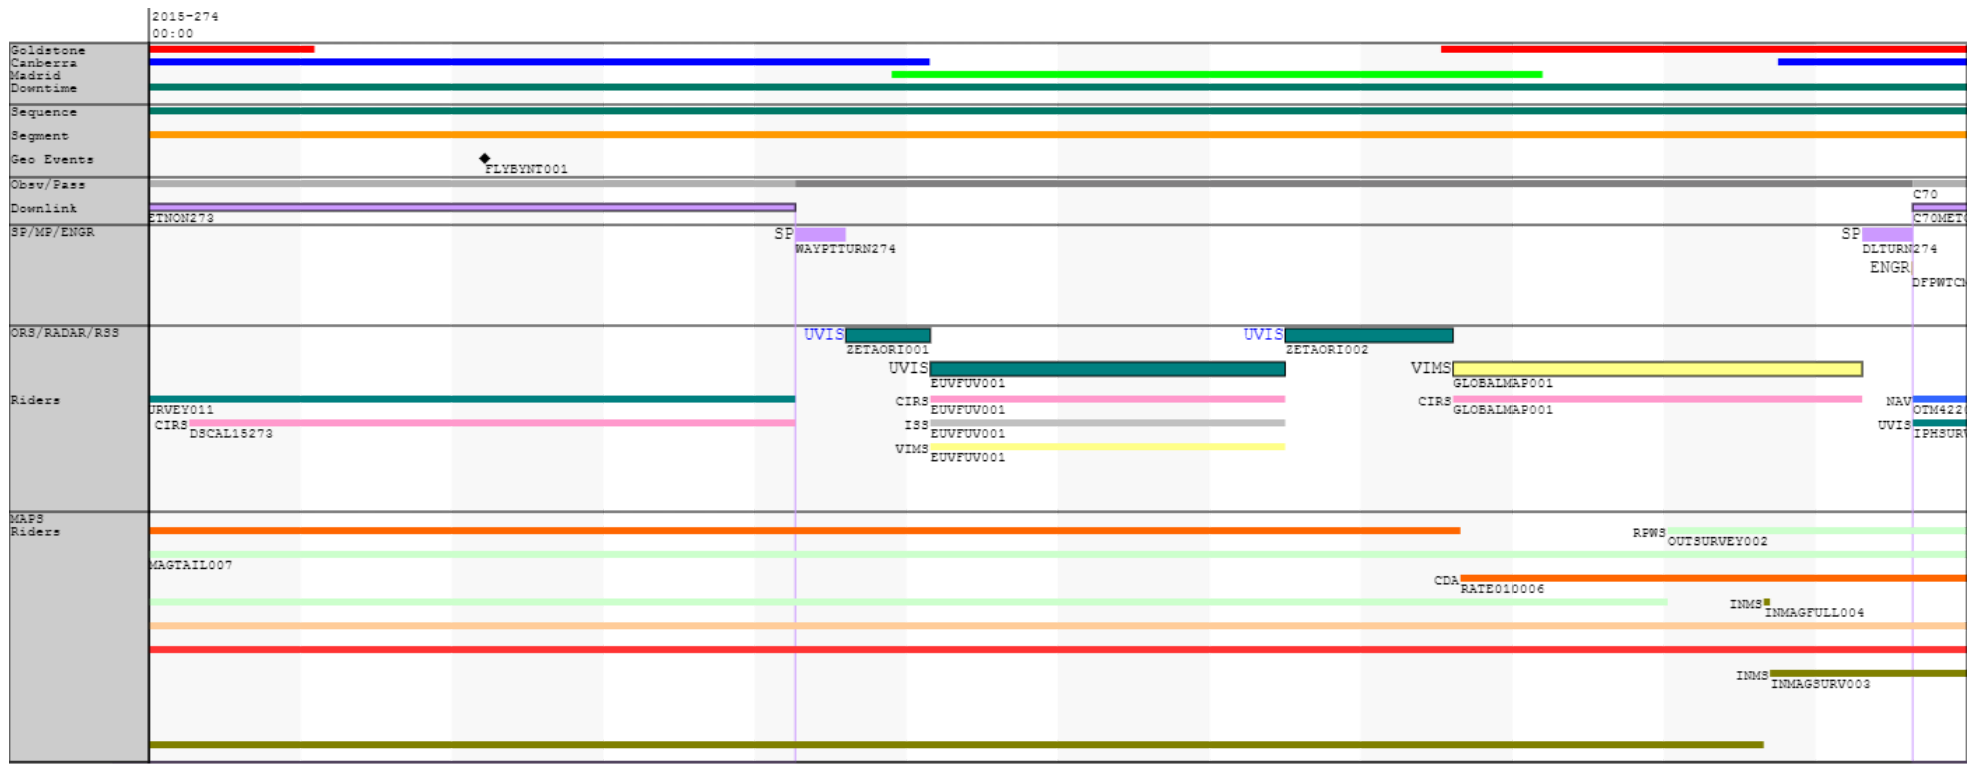 2015-274
00:00
Goldstone
Canberra
Madrid
Downtime
Sequence
Segment
Geo Events
FLYBYNT001
Obsv/Pass
C70
Downlink
ETNON273
C70MET
SP/MP/ENGR
SP
WAYPTTURN274
SP
DLTURN274
ENGR
DFPWTC
ORS/RADAR/RSS
UVIS
ZETAORI001
UVIS
ZETAORI002
UVIS
EUVFUV001
VIMS
GLOBALMAP001
Riders
URVEY011
CIRS
EUVFUV001
CIRS
GLOBALMAP001
NAV
OTM422
CIRS
DSCAL15273
ISS
EUVFUV001
UVIS
IPHSUR
VIMS
EUVFUV001
MAPS
Riders
RPWS
OUTSURVEY002
MAGTAIL007
CDA
RATE010006
INMS
INMAGFULL004
INMS
INMAGSURV003